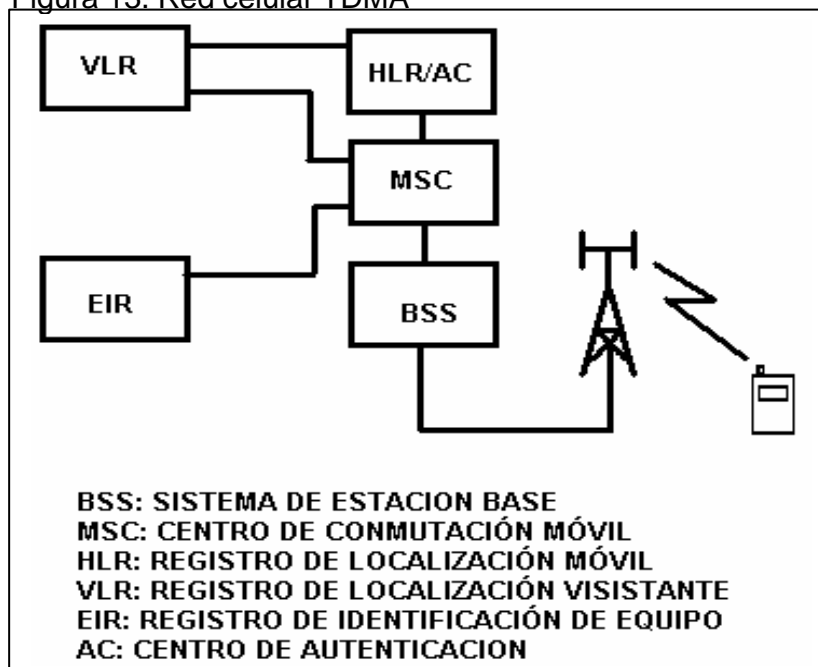 Figura 13. Red celular TDMA
VLR
HLR/AC
MSC
EIR
BSS
BSS: SISTEMA DE ESTACION BASE
MSC: CENTRO DE CONMUTACIÓN MÓVIL
HLR: REGISTRO DE LOCALIZACIÓN MÓVIL
VLR: REGISTRO DE LOCALIZACIÓN VISISTANTE
EIR: REGISTRO DE IDENTIFICACIÓN DE EQUIPO
AC: CENTRO DE AUTENTICACION